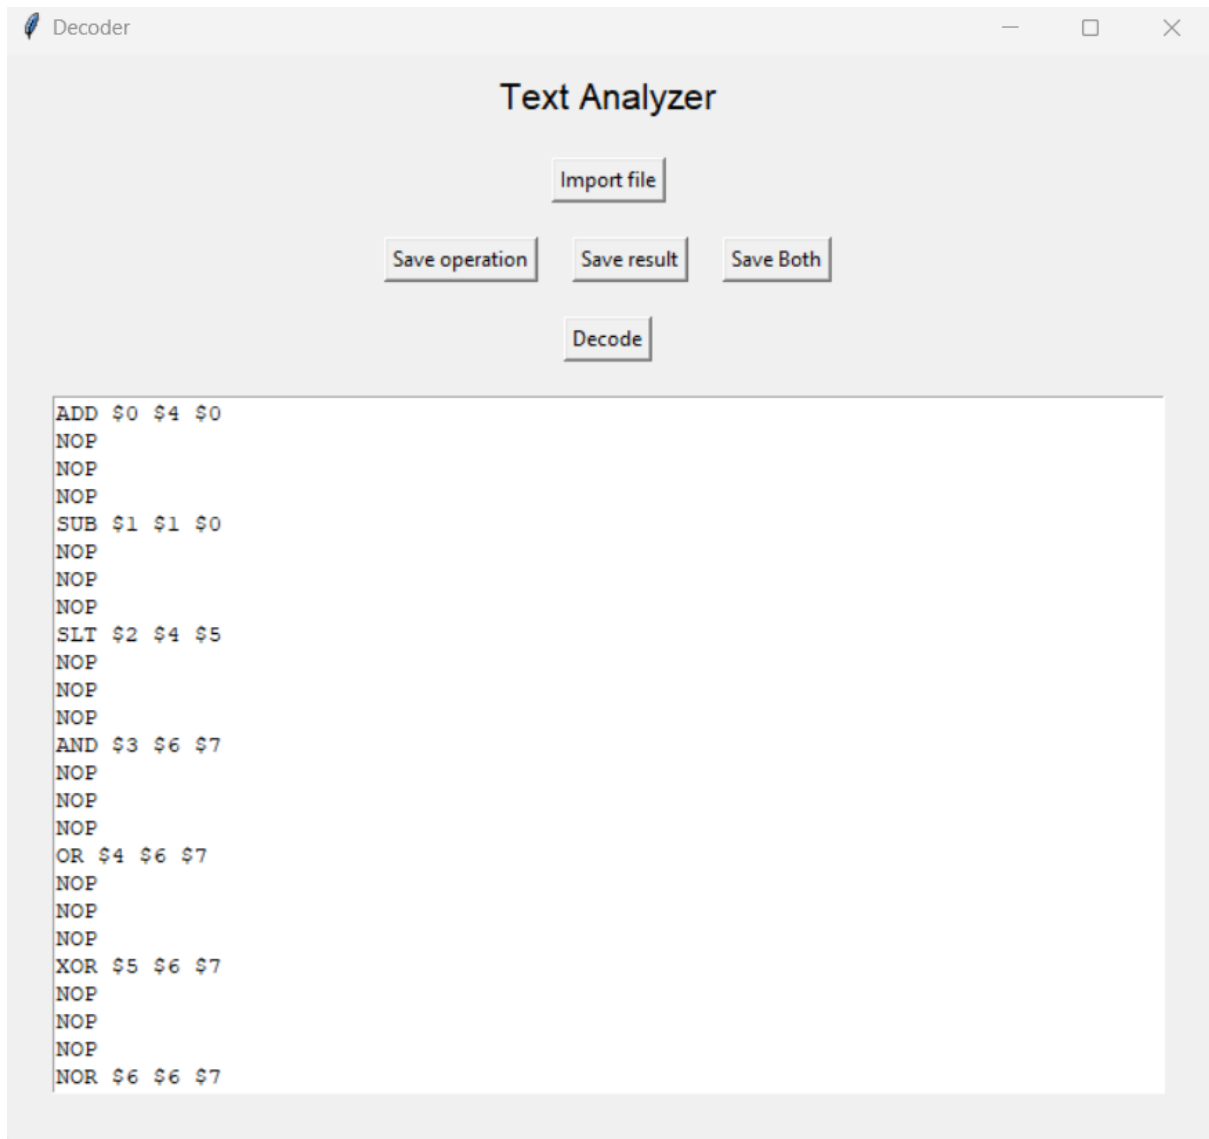 Decoder
Text Analyzer
Import file
Save operation Save result Save Both
Decode
ADD $0 $4 $0
NOP
NOP
NOP
SUB $1 $1 $0
NOP
NOP
NOP
SLT $2 $4 $5
NOP
NOP
NOP
AND $3 $6 $7
NOP
NOP
NOP
OR $4 $6 $7
NOP
NOP
NOP
XOR $5 $6 $7
NOP
NOP
NOP
NOR $6 $6 $7